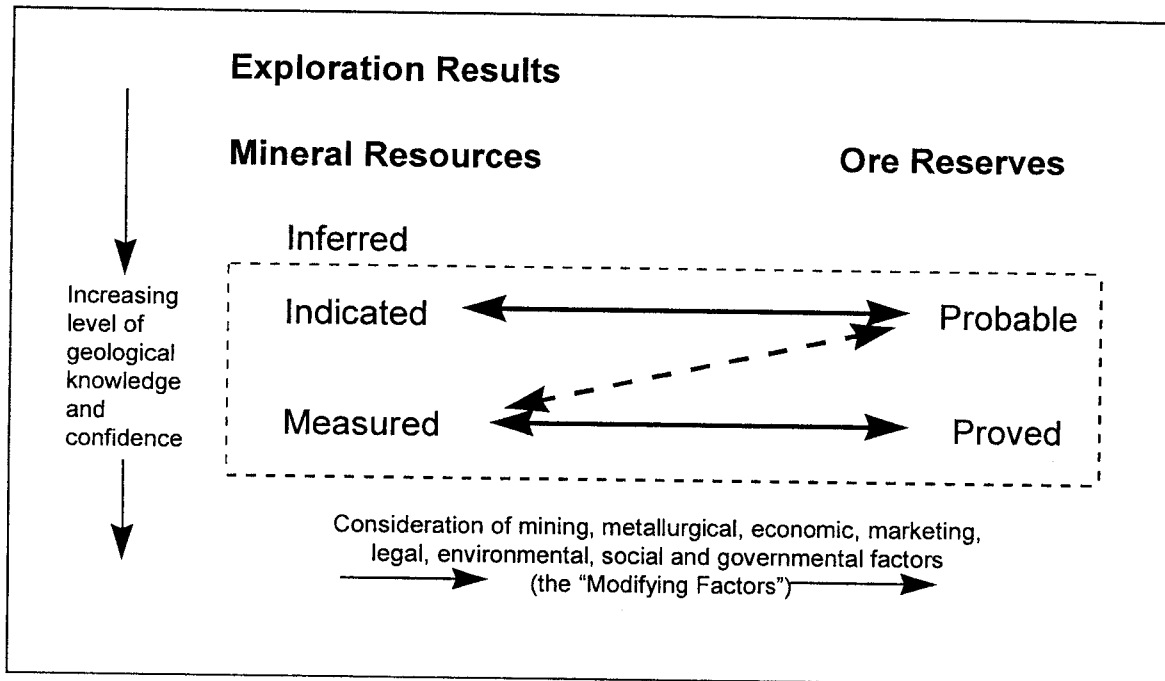 Exploration Results
Mineral Resources
Ore Reserves
Inferred
Indicated
Probable
Measured
Proved
Increasing
level of
geological
knowledge
and
confidence
Consideration of mining, metallurgical, economic, marketing,
legal, environmental, social and governmental factors
(the “Modifying Factors”)